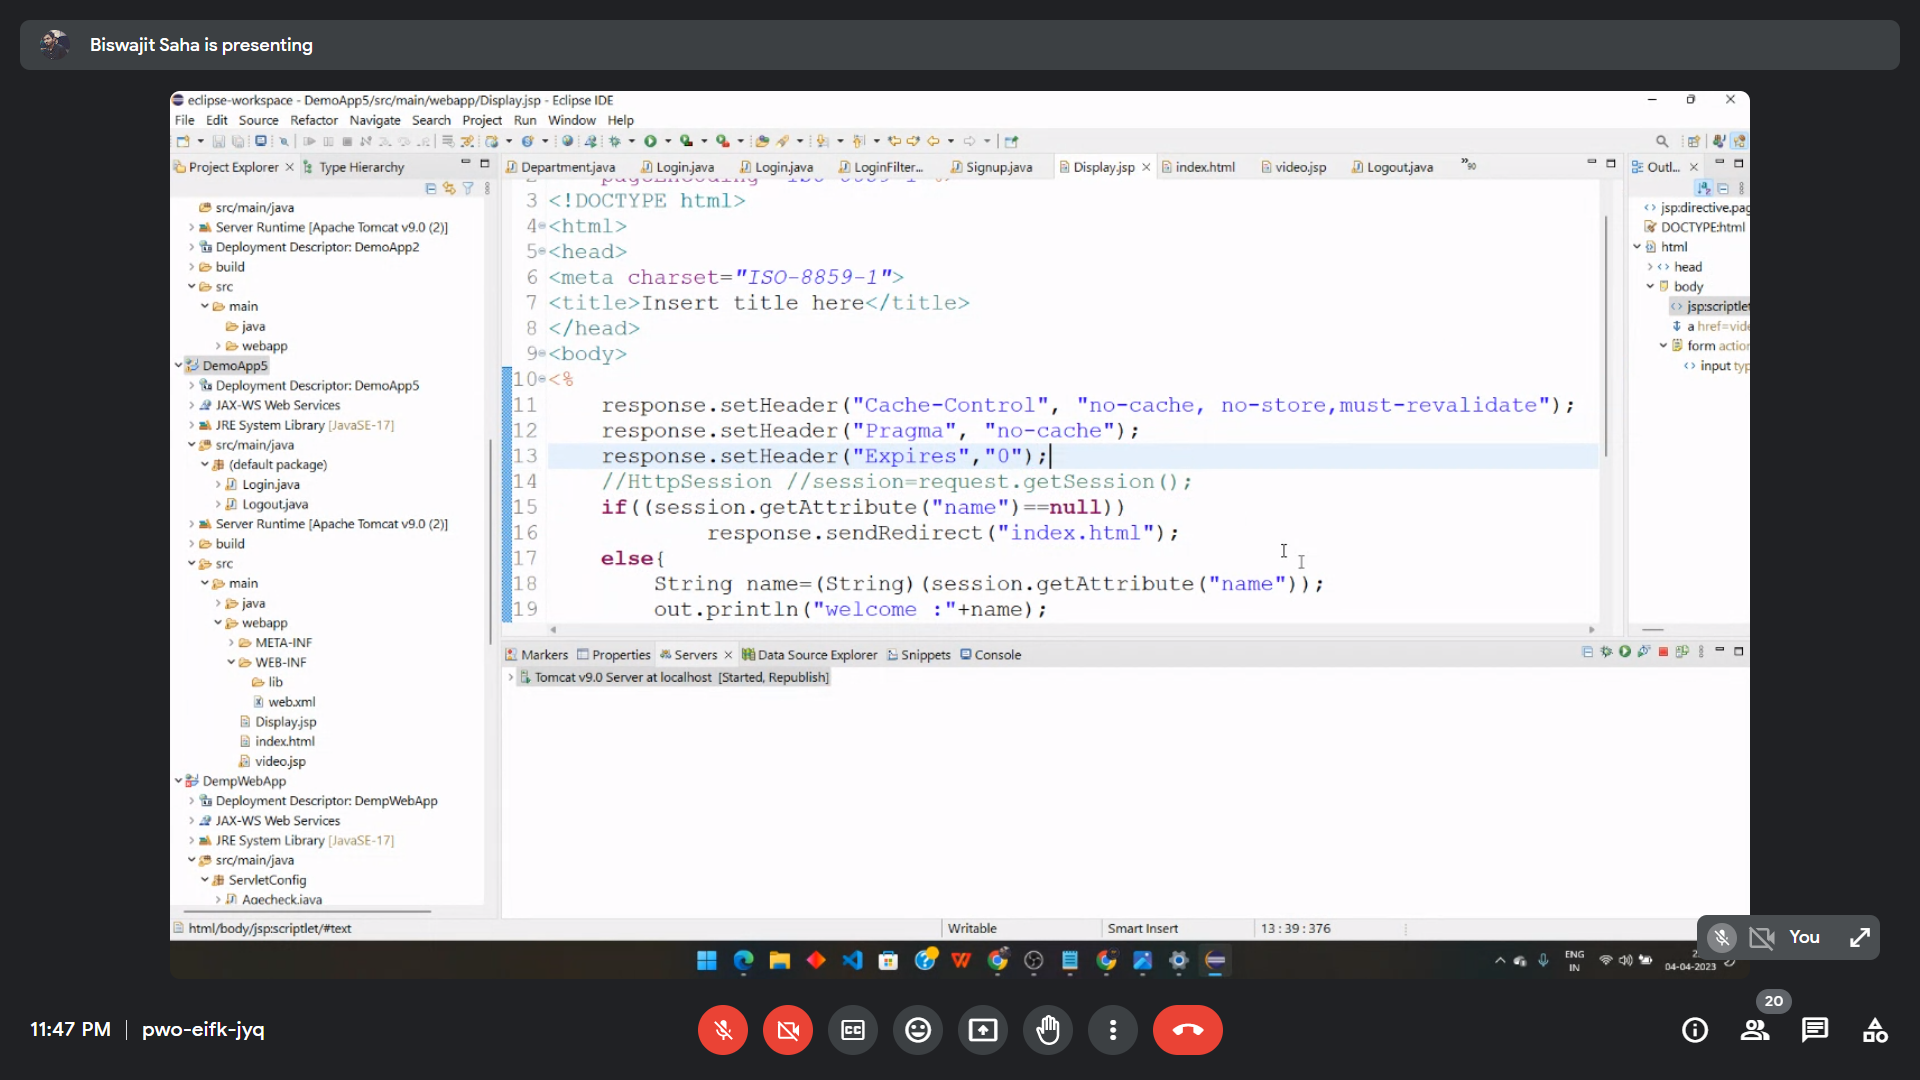 Biswajit Saha is presenting
eclipse-workspace - DemoApp5/src/main/webapp/Display.jsp - Eclipse IDE
File Edit Source Refactor Navigate Search Project Run Window Help
Project Explorer Type Hierarchy
src/main/java
Server Runtime [Apache Tomcat v9.0 (2)]
Deployment Descriptor: DemoApp2
build
src
main
java
webapp
DemoApp5
Deployment Descriptor: DemoApp5
JAX-WS Web Services
JRE System Library [JavaSE-17]
src/main/java
(default package)
Login.java
Logout.java
Server Runtime [Apache Tomcat v9.0 (2)]
build
src
main
java
webapp
META-INF
WEB-INF
lib
web.xml
Display.jsp
index.html
video.jsp
DempWebApp
Deployment Descriptor: DempWebApp
JAX-WS Web Services
JRE System Library [JavaSE-17]
src/main/java
ServletConfig
Agecheck.java
Department.java Login.java Login.java LoginFilter... Signup.java Display.jsp index.html video.jsp Logout.java »90
3 <!DOCTYPE html>
4 <html>
5 <head>
6 <meta charset="ISO-8859-1">
7 <title>Insert title here</title>
8 </head>
9 <body>
10 <%
11 response.setHeader("Cache-Control", "no-cache, no-store,must-revalidate");
12 response.setHeader("Pragma", "no-cache");
13 response.setHeader("Expires","0");
14 //HttpSession //session=request.getSession();
15 if((session.getAttribute("name")==null))
16 response.sendRedirect("index.html");
17 else{
18 String name=(String)(session.getAttribute("name"));
19 out.println("welcome :"+name);
Outl...
jsp:directive.pag
DOCTYPE:html
html
head
body
jsp:scriptlet
a href=vide
form action
input typ
Markers Properties Servers Data Source Explorer Snippets Console
Tomcat v9.0 Server at localhost [Started, Republish]
html/body/jsp:scriptlet/#text Writable Smart Insert 13 : 39 : 376
ENG
IN
04-04-2023
You
11:47 PM pwo-eifk-jyq
20